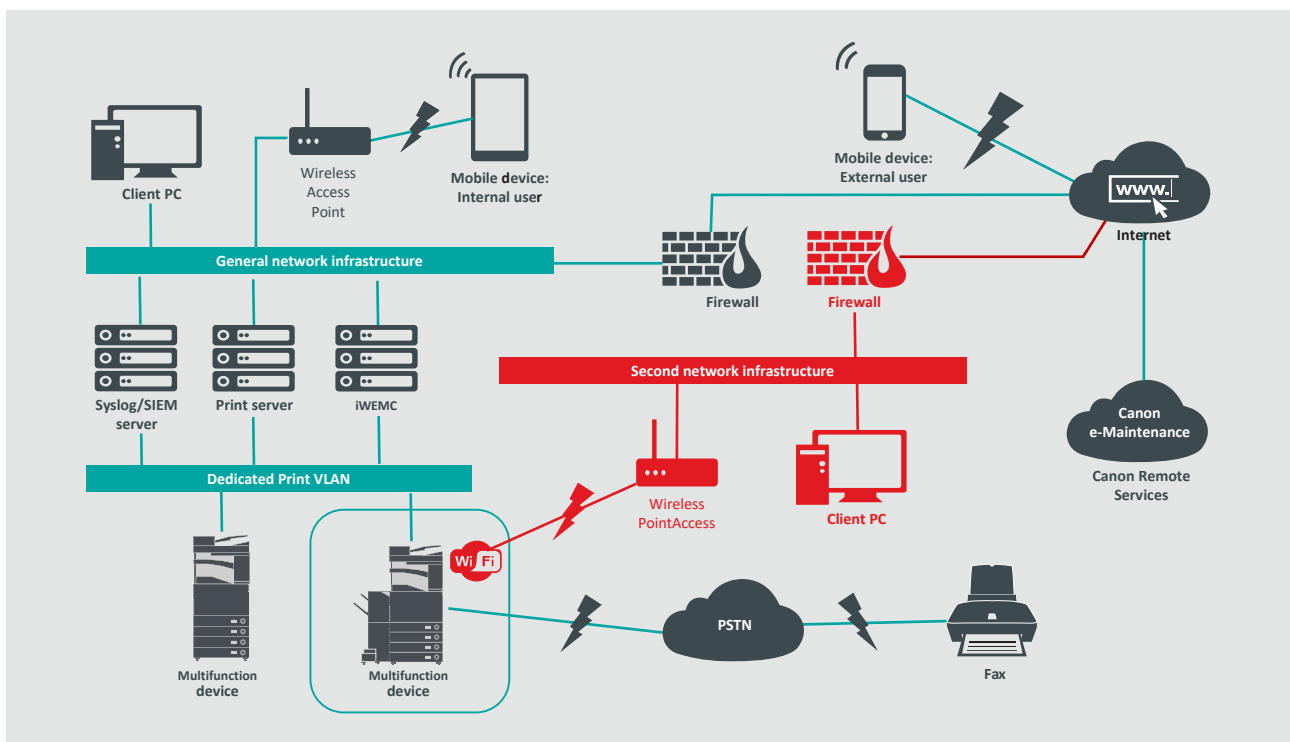 Client PC
Wireless
Access
Point
Mobile device:
Internal user
Mobile device:
External user
www.
Internet
General network infrastructure
Firewall
Firewall
Second network infrastructure
Syslog/SIEM
server
Print server
iWEMC
Canon
e-Maintenance
Canon Remote
Services
Dedicated Print VLAN
Wireless
PointAccess
Client PC
Wi Fi
PSTN
Multifunction
device
Multifunction
device
Fax